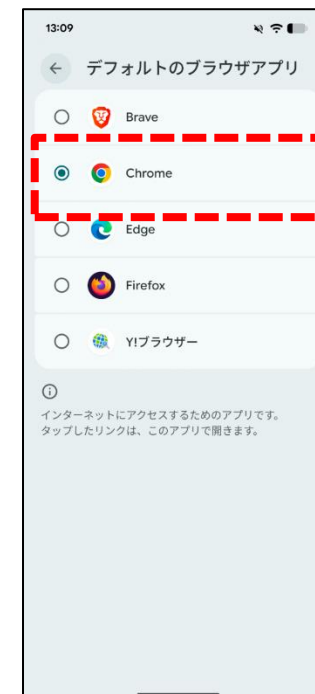 13:09
デフォルトのブラウザアプリ
Brave
Chrome
Edge
Firefox
Y!ブラウザー
インターネットにアクセスするためのアプリです。
タップしたリンクは、このアプリで開きます。